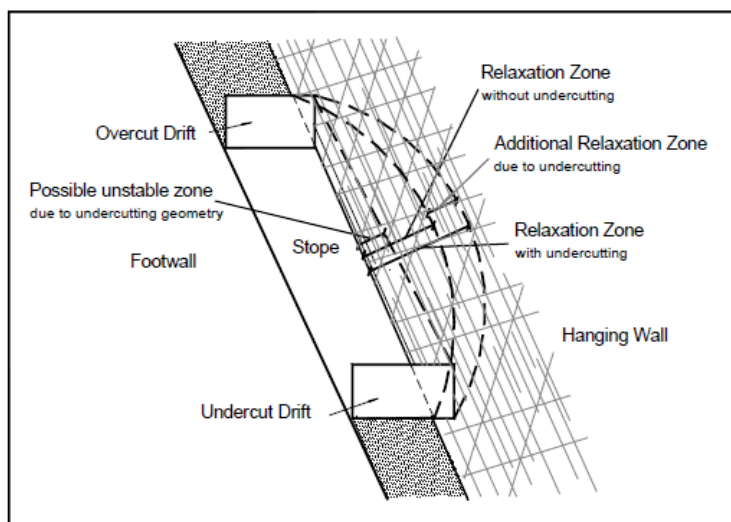 Relaxation Zone
without undercutting
Overcut Drift
Additional Relaxation Zone
due to undercutting
Possible unstable zone
due to undercutting geometry
Stope
Relaxation Zone
with undercutting
Footwall
Hanging Wall
Undercut Drift